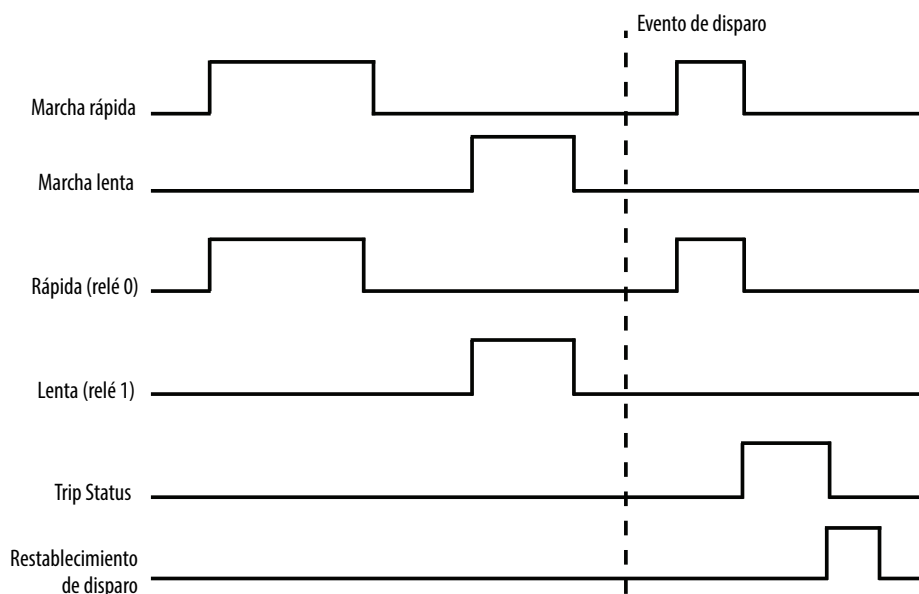 Evento de disparo
Marcha rápida
Marcha lenta
Rápida (relé 0)
Lenta (relé 1)
Trip Status
Restablecimiento
de disparo